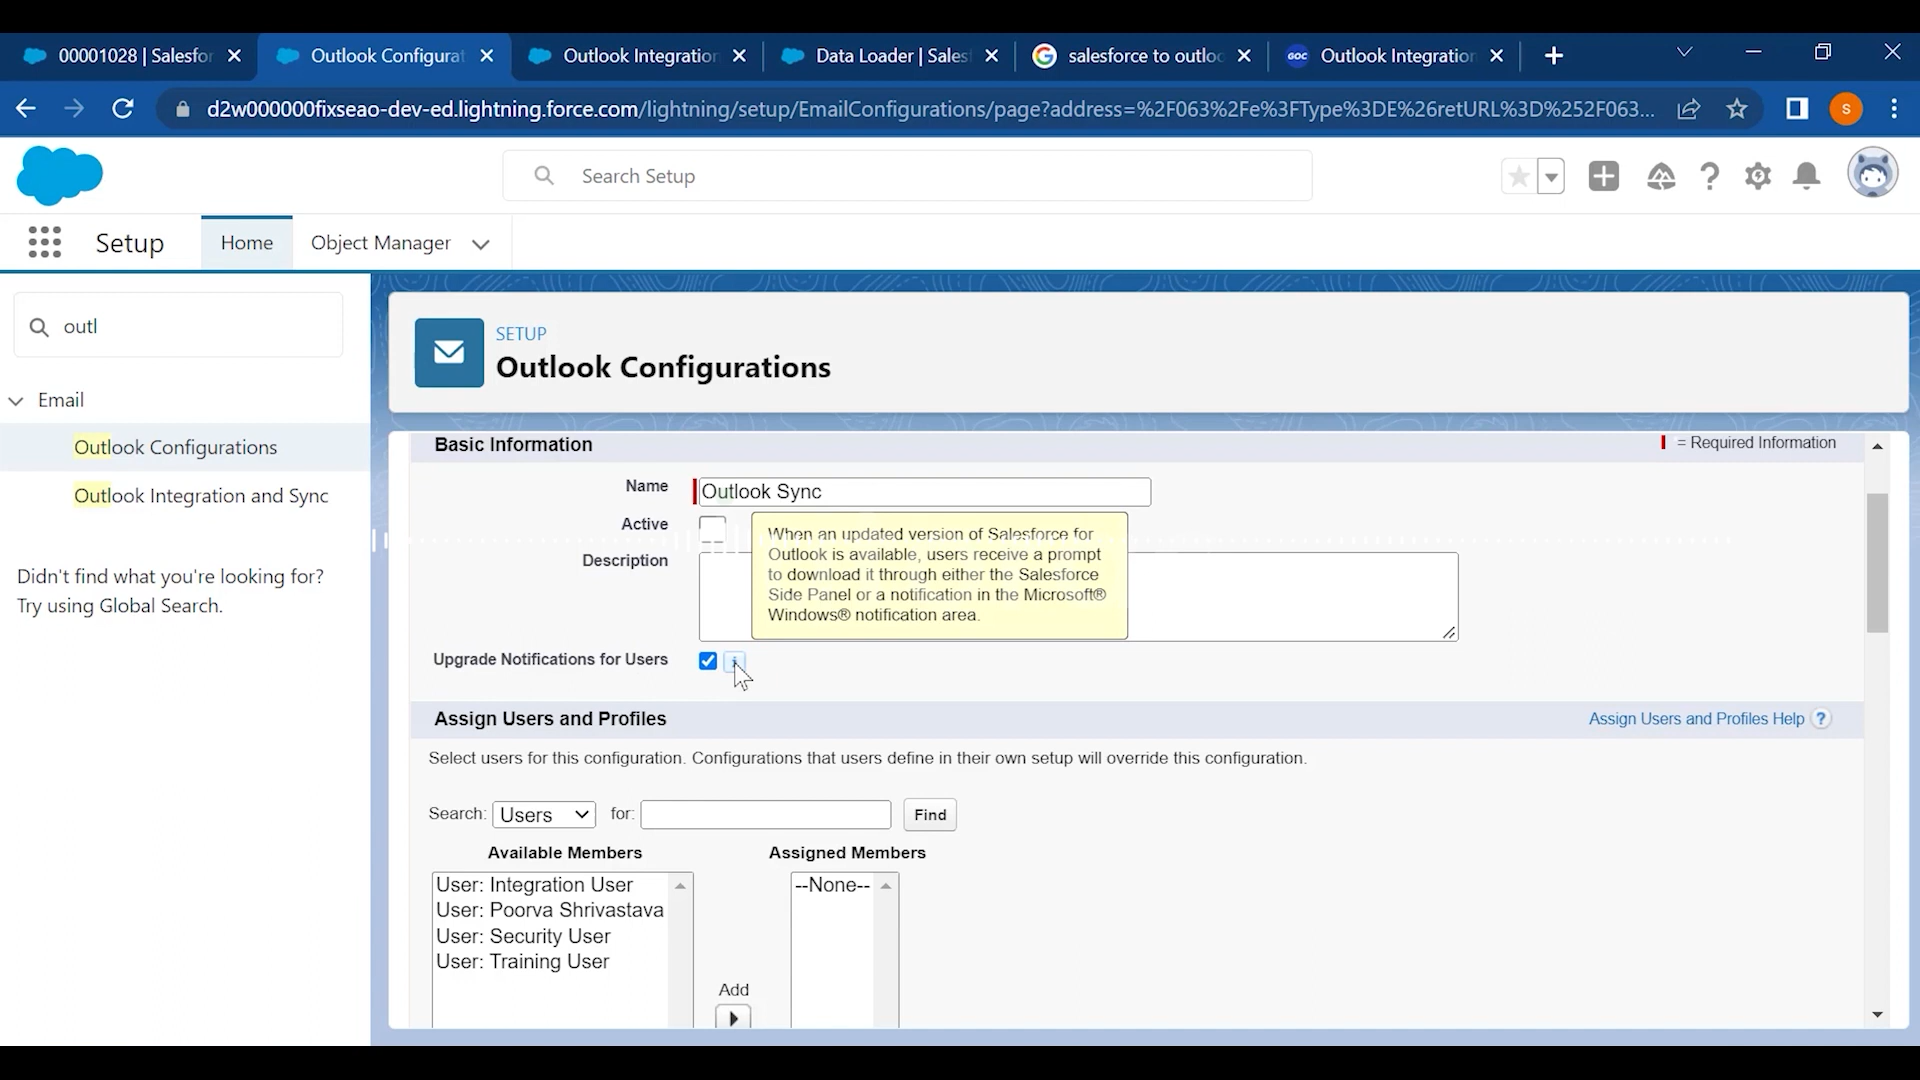 00001028 | Salesfor
Outlook Configurat
Outlook Integration
Data Loader | Sales
salesforce to outloo
GOC
Outlook Integration
d2w000000fixseao-dev-ed.lightning.force.com/lightning/setup/EmailConfigurations/page?address=%2F063%2Fe%3FType%3DE%26retURL%3D%252F063...
S
Search Setup
Setup
Home
Object Manager
outl
Email
Outlook Configurations
Outlook Integration and Sync
Didn't find what you're looking for?
Try using Global Search.
SETUP
Outlook Configurations
Basic Information
= Required Information
Name
Outlook Sync
Active
When an updated version of Salesforce for
Outlook is available, users receive a prompt
to download it through either the Salesforce
Side Panel or a notification in the Microsoft®
Windows® notification area.
Description
Upgrade Notifications for Users
Assign Users and Profiles
Assign Users and Profiles Help ?
Select users for this configuration. Configurations that users define in their own setup will override this configuration.
Search: Users for: Find
Available Members
Assigned Members
User: Integration User
User: Poorva Shrivastava
User: Security User
User: Training User
--None--
Add